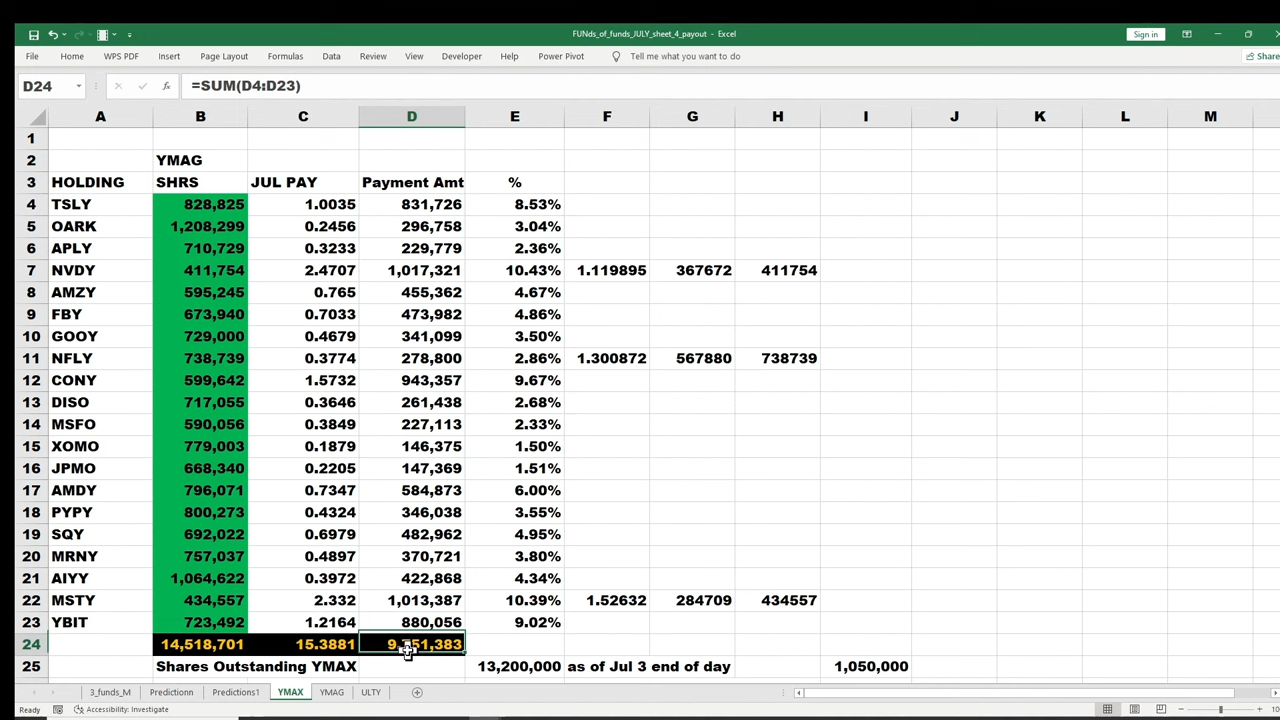 FUNds_of_funds_JULY_sheet_4_payout - Excel
Sign in
File Home WPS PDF Insert Page Layout Formulas Data Review View Developer Help Power Pivot Tell me what you want to do Share
D24 fx =SUM(D4:D23)
A B C D E F G H I J K L M
1
2 YMAG
3 HOLDING SHRS JUL PAY Payment Amt %
4 TSLY 828,825 1.0035 831,726 8.53%
5 OARK 1,208,299 0.2456 296,758 3.04%
6 APLY 710,729 0.3233 229,779 2.36%
7 NVDY 411,754 2.4707 1,017,321 10.43% 1.119895 367672 411754
8 AMZY 595,245 0.765 455,362 4.67%
9 FBY 673,940 0.7033 473,982 4.86%
10 GOOY 729,000 0.4679 341,099 3.50%
11 NFLY 738,739 0.3774 278,800 2.86% 1.300872 567880 738739
12 CONY 599,642 1.5732 943,357 9.67%
13 DISO 717,055 0.3646 261,438 2.68%
14 MSFO 590,056 0.3849 227,113 2.33%
15 XOMO 779,003 0.1879 146,375 1.50%
16 JPMO 668,340 0.2205 147,369 1.51%
17 AMDY 796,071 0.7347 584,873 6.00%
18 PYPY 800,273 0.4324 346,038 3.55%
19 SQY 692,022 0.6979 482,962 4.95%
20 MRNY 757,037 0.4897 370,721 3.80%
21 AIYY 1,064,622 0.3972 422,868 4.34%
22 MSTY 434,557 2.332 1,013,387 10.39% 1.52632 284709 434557
23 YBIT 723,492 1.2164 880,056 9.02%
24 14,518,701 15.3881
25 Shares Outstanding YMAX 13,200,000 as of Jul 3 end of day 1,050,000
3_funds_M Predictionn Predictions1 YMAX YMAG ULTY
Ready Accessibility: Investigate